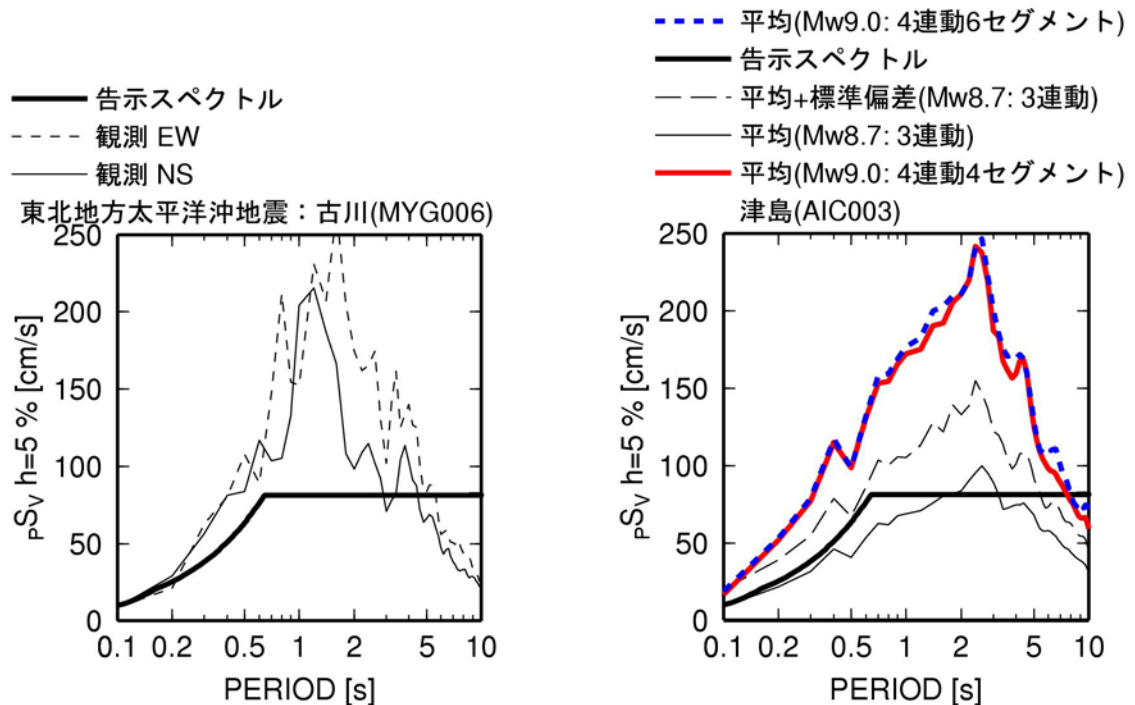 告示スペクトル
観測 EW
観測 NS
東北地方太平洋沖地震：古川(MYG006)
250
200
150
100
50
0
PSV h=5 % [cm/s]
0.1 0.2 0.5 1 2 5 10
PERIOD [s]
平均(Mw9.0: 4連動6セグメント)
告示スペクトル
平均+標準偏差(Mw8.7: 3連動)
平均(Mw8.7: 3連動)
平均(Mw9.0: 4連動4セグメント)
津島(AIC003)
250
200
150
100
50
0
PSV h=5 % [cm/s]
0.1 0.2 0.5 1 2 5 10
PERIOD [s]